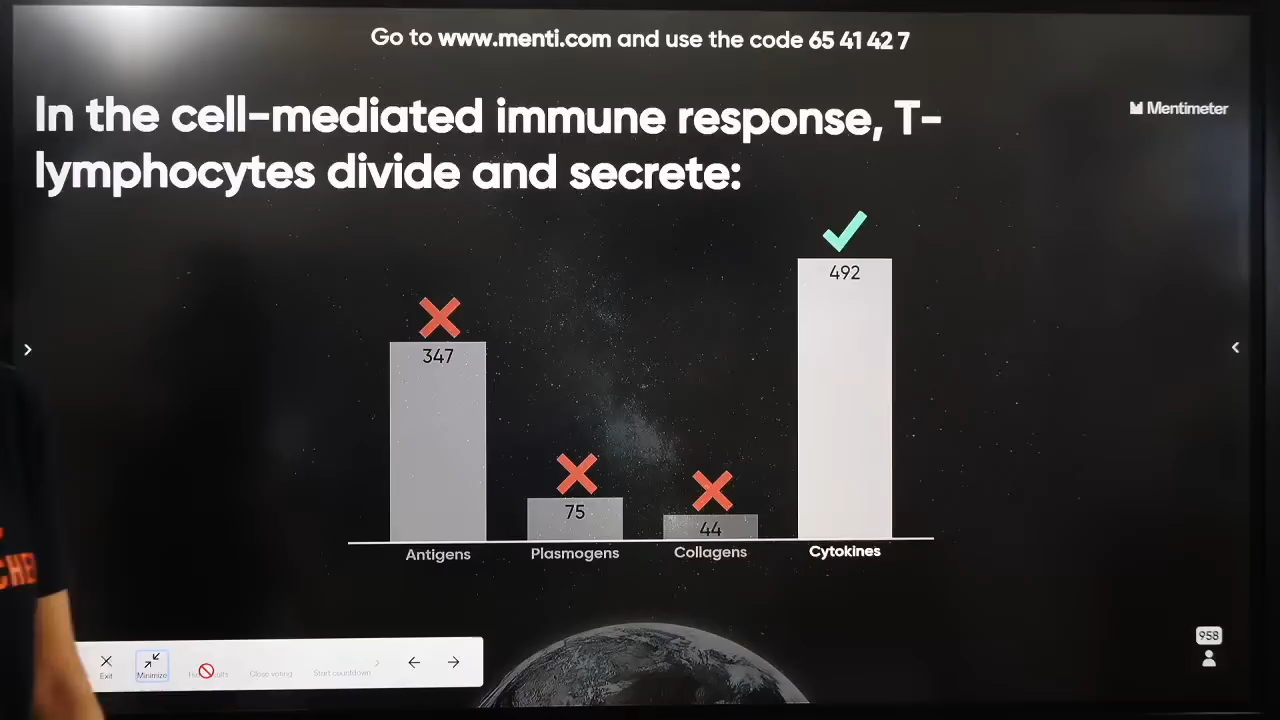 Go to www.menti.com and use the code 65 41 42 7
Mentimeter
In the cell-mediated immune response, T-
lymphocytes divide and secrete:
492
347
75
44
Antigens
Plasmogens
Collagens
Cytokines
CHE
958
Exit
Minimize
Close voting
Start countdown